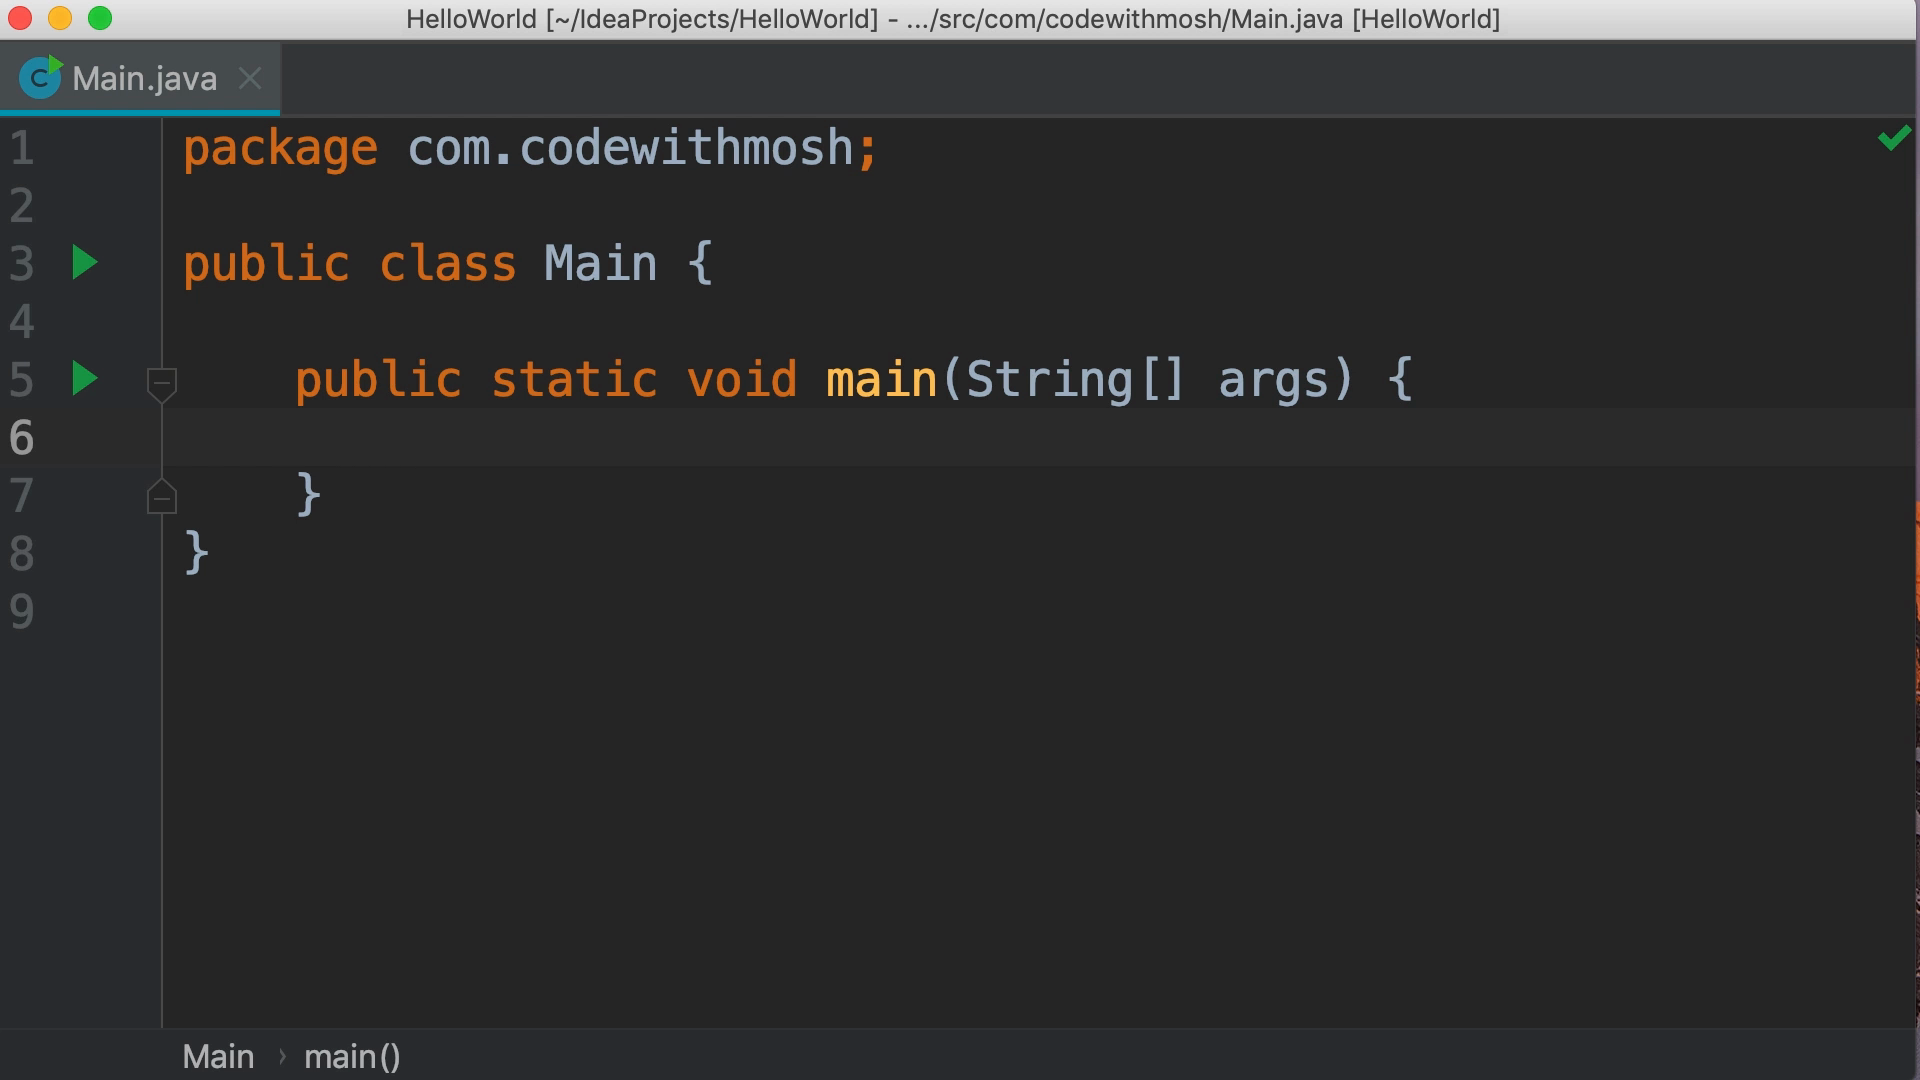 HelloWorld [~/IdeaProjects/HelloWorld] - .../src/com/codewithmosh/Main.java [HelloWorld]
Main.java
1 package com.codewithmosh;
2
3 public class Main {
4
5 public static void main(String[] args) {
6
7 }
8 }
9
Main › main()